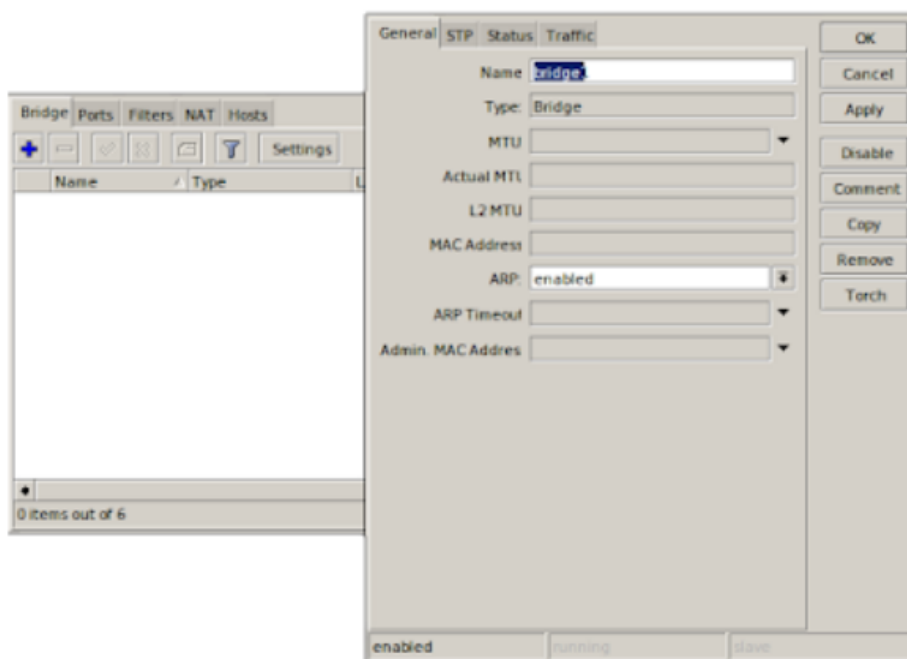 Bridge Ports Filters NAT Hosts
Settings
Name Type L
0 items out of 6
General STP Status Traffic
Name bridge1
Type: Bridge
MTU
Actual MTU
L2 MTU
MAC Address
ARP: enabled
ARP Timeout
Admin. MAC Addres
OK
Cancel
Apply
Disable
Comment
Copy
Remove
Torch
enabled running slave